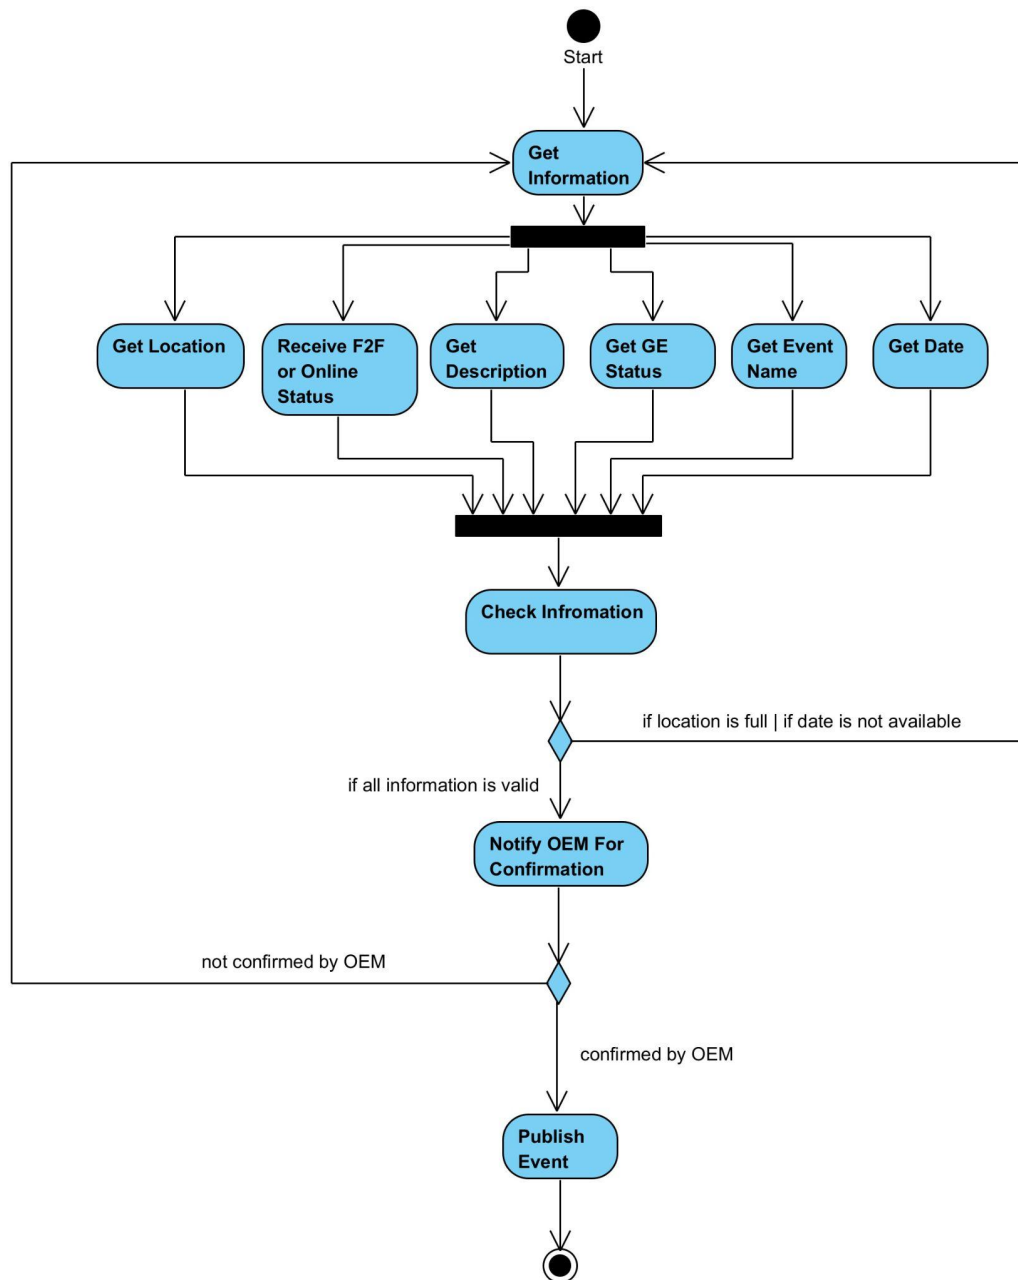 Start
Get
Information
Get Location
Receive F2F
or Online
Status
Get
Description
Get GE
Status
Get Event
Name
Get Date
Check Infromation
if location is full | if date is not available
if all information is valid
Notify OEM For
Confirmation
not confirmed by OEM
confirmed by OEM
Publish
Event